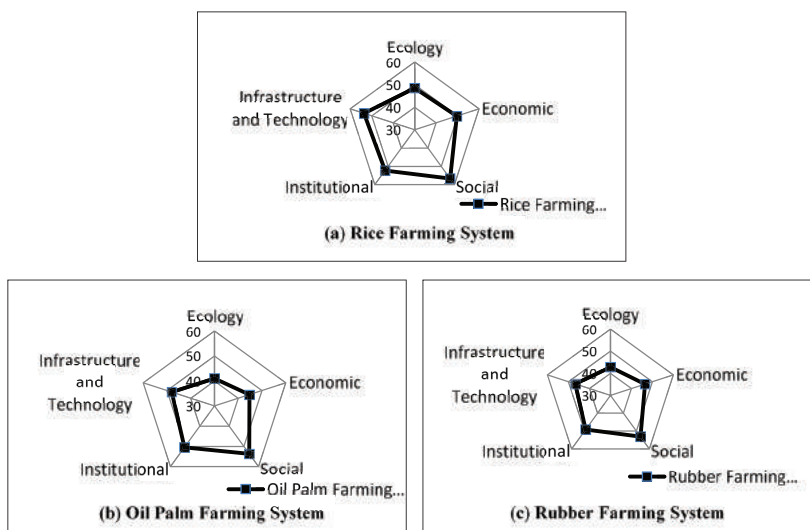 Ecology
60
50
40
30
Infrastructure
and Technology
Economic
Institutional
Social
Rice Farming...
(a) Rice Farming System
Ecology
60
50
40
30
Infrastructure
and
Technology
Economic
Institutional
Social
Oil Palm Farming...
(b) Oil Palm Farming System
Ecology
60
50
40
30
Infrastructure
and
Technology
Economic
Institutional
Social
Rubber Farming...
(c) Rubber Farming System